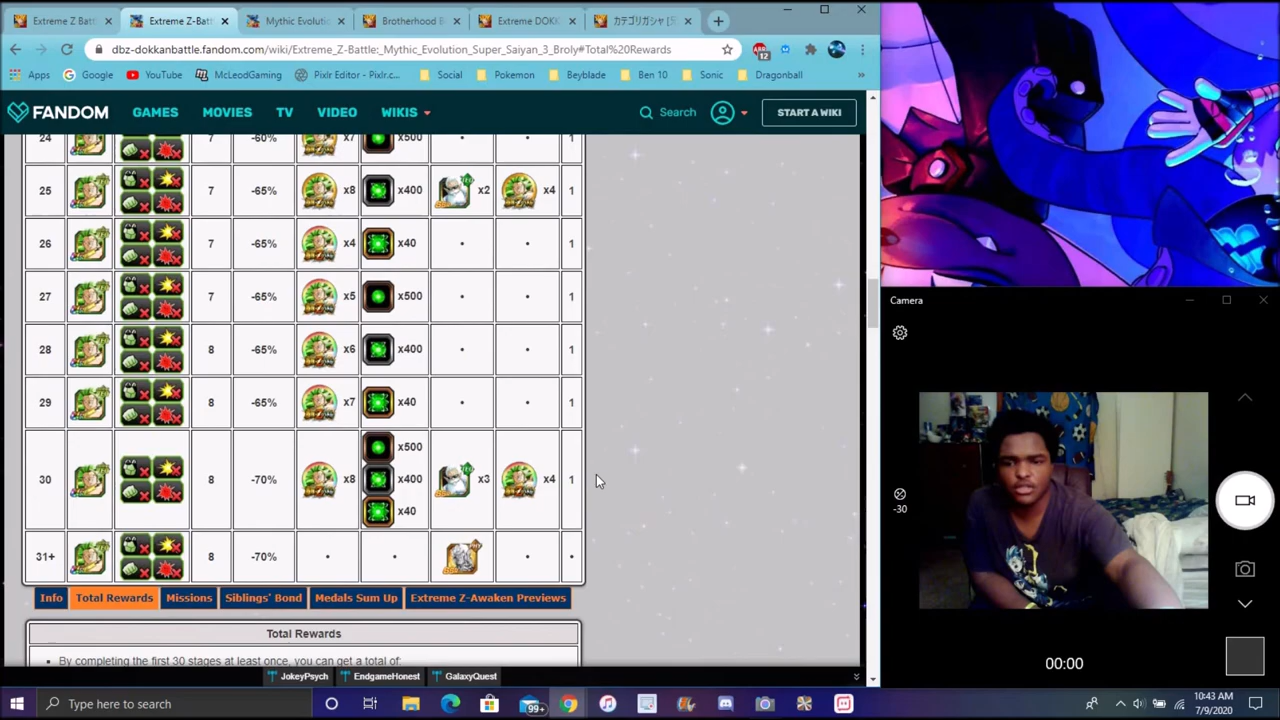 Extreme Z Batt
Extreme Z-Batt
Mythic Evolutio
Brotherhood B
Extreme DOKK
カテゴリガシャ
dbz-dokkanbattle.fandom.com/wiki/Extreme_Z-Battle:_Mythic_Evolution_Super_Saiyan_3_Broly#Total%20Rewards
12
Apps Google YouTube McLeodGaming Pixlr Editor - Pixlr.c... Social Pokemon Beyblade Ben 10 Sonic Dragonball »
FANDOM GAMES MOVIES TV VIDEO WIKIS Search START A WIKI
24 7 -60% x7 x500 • • 1
25 7 -65% x8 x400 x2 x4 1
26 7 -65% x4 x40 • • 1
27 7 -65% x5 x500 • • 1
28 8 -65% x6 x400 • • 1
29 8 -65% x7 x40 • • 1
x500
30 8 -70% x8 x400 x3 x4 1
x40
31+ 8 -70% • • • •
Info Total Rewards Missions Siblings' Bond Medals Sum Up Extreme Z-Awaken Previews
Total Rewards
• By completing the first 30 stages at least once, you can get a total of:
JokeyPsych EndgameHonest GalaxyQuest
Camera
-30
00:00
Type here to search
99+
10:43 AM
7/9/2020